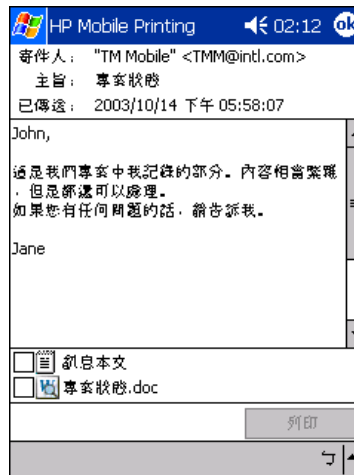 HP Mobile Printing 02:12 ok
寄件人： "TM Mobile" <TMM@intl.com>
主旨： 專案狀態
已傳送： 2003/10/14 下午 05:58:07
John,
這是我們專案中我記錄的部分。內容相當緊難
，但是都還可以處理。
如果您有任何問題的話，請告訴我。
Jane
訊息本文
專案狀態.doc
列印
ㄅ